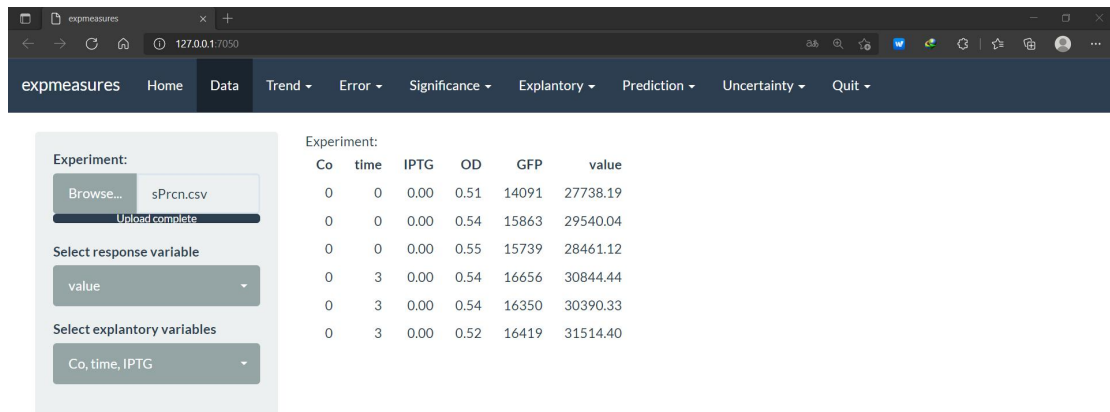 expmeasures
127.0.0.1:7050
expmeasures Home Data Trend Error Significance Explantory Prediction Uncertainty Quit
Experiment:
Browse... sPrcn.csv
Upload complete
Select response variable
value
Select explantory variables
Co, time, IPTG
Experiment:
Co time IPTG OD GFP value
0 0 0.00 0.51 14091 27738.19
0 0 0.00 0.54 15863 29540.04
0 0 0.00 0.55 15739 28461.12
0 3 0.00 0.54 16656 30844.44
0 3 0.00 0.54 16350 30390.33
0 3 0.00 0.52 16419 31514.40